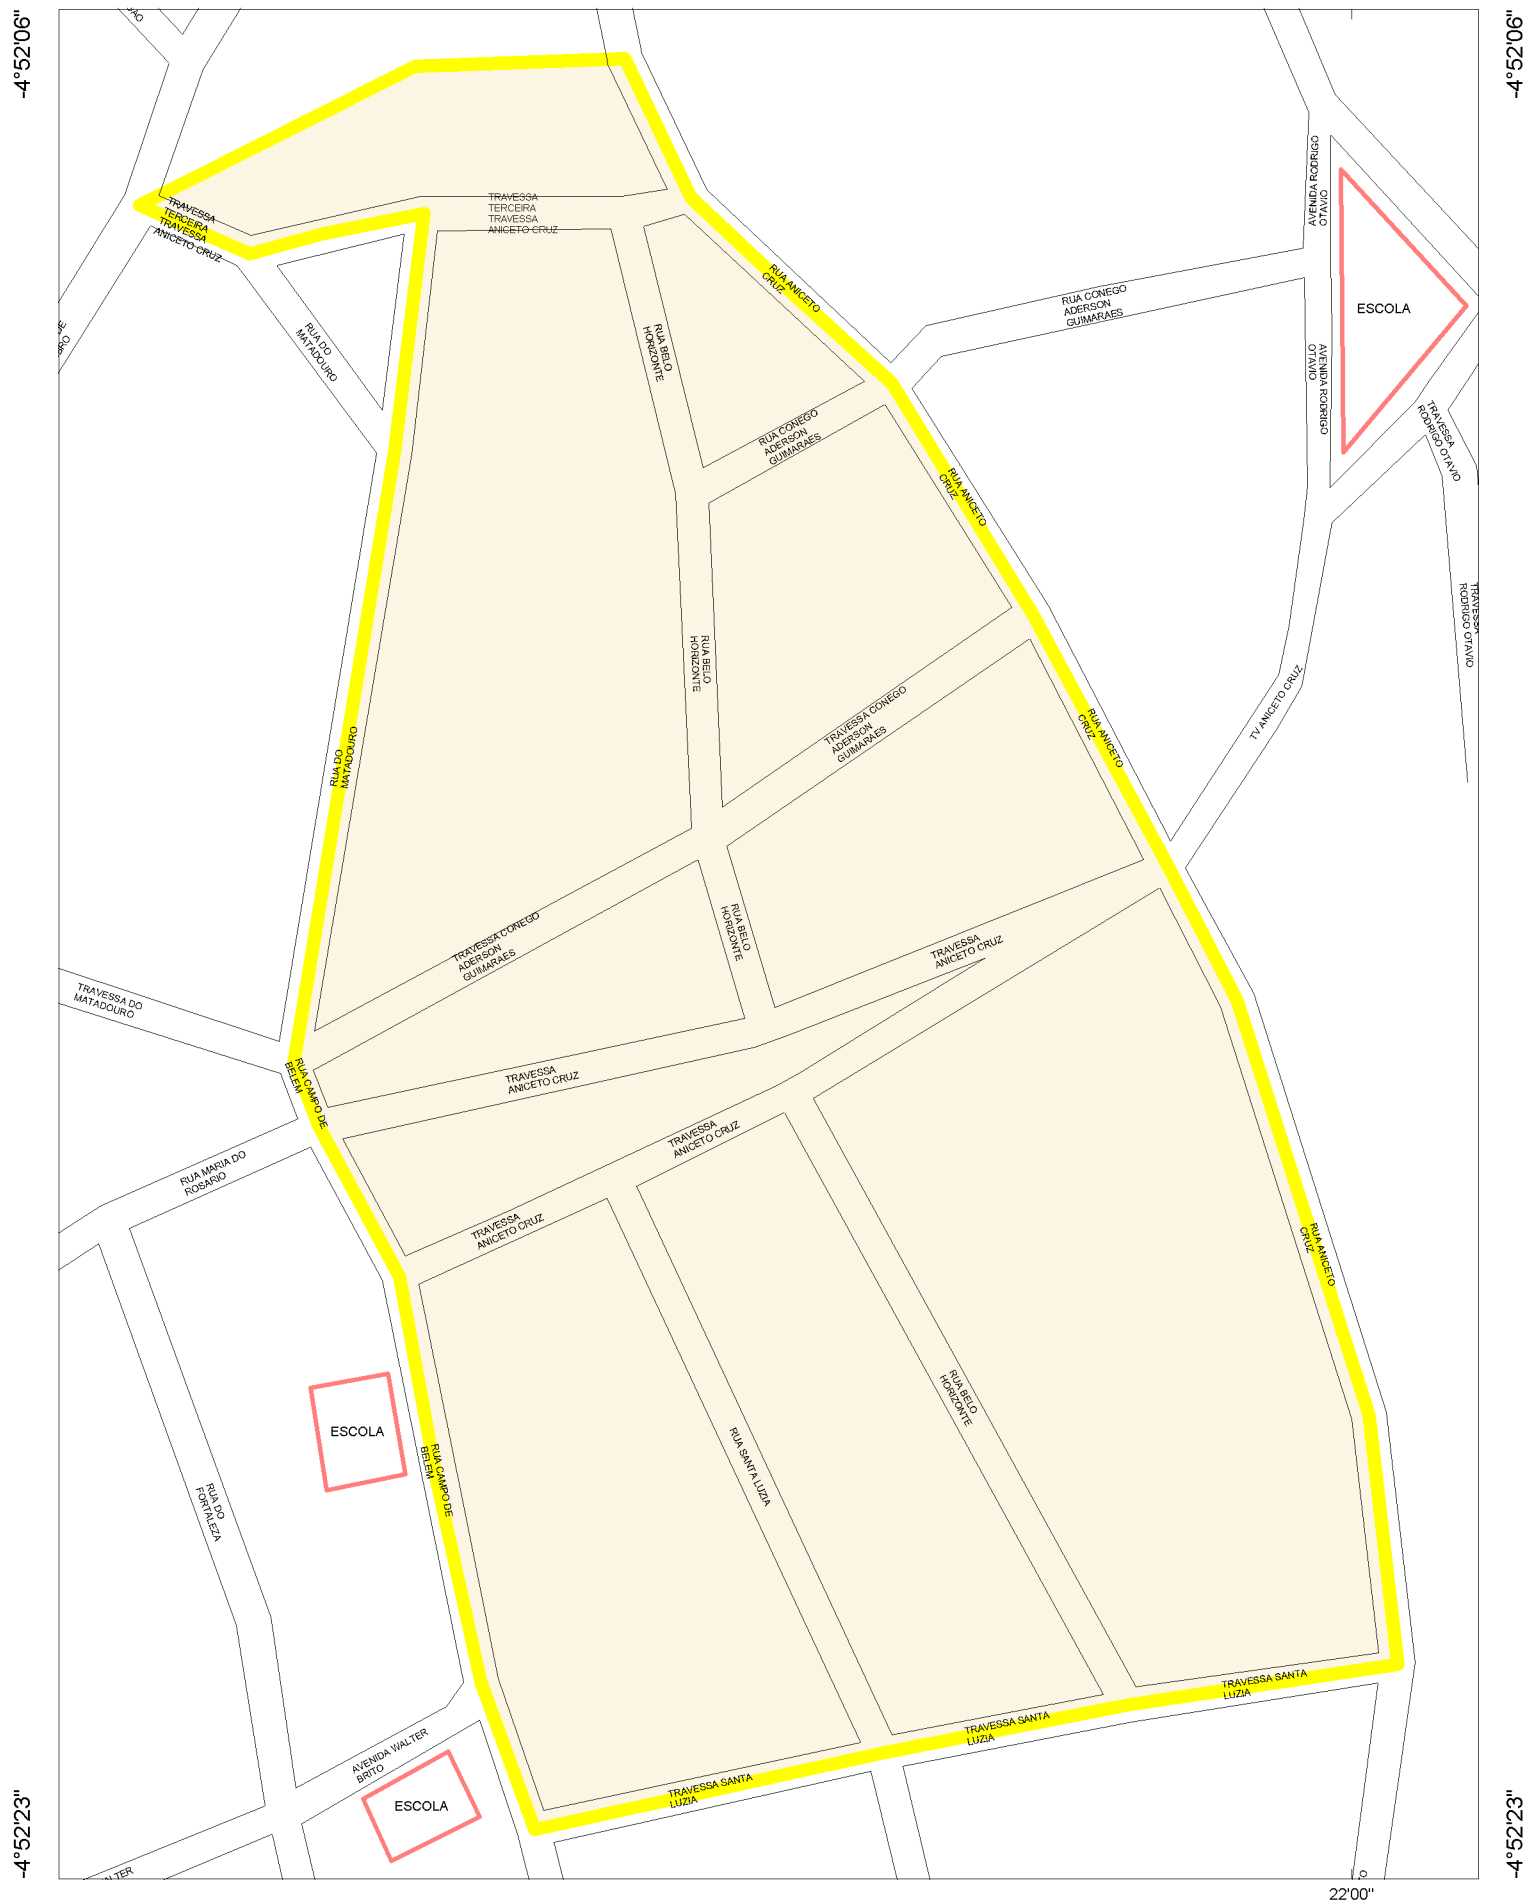 -4°52'06"
-4°52'06"
TRAVESSA
TERCEIRA
TRAVESSA
ANICETO CRUZ
TRAVESSA
TERCEIRA
TRAVESSA
ANICETO CRUZ
AVENIDA RODRIGO
OTAVIO
RUA ANICETO
CRUZ
RUA CONEGO
ADERSON
GUIMARAES
ESCOLA
RUA DO
MATADOURO
RUA BELO
HORIZONTE
AVENIDA RODRIGO
OTAVIO
RUA CONEGO
ADERSON
GUIMARAES
TRAVESSA
RODRIGO OTAVIO
RUA ANICETO
CRUZ
TRAVESSA
RODRIGO OTAVIO
RUA BELO
HORIZONTE
TRAVESSA CONEGO
ADERSON
GUIMARAES
TV ANICETO CRUZ
RUA ANICETO
CRUZ
RUA DO
MATADOURO
TRAVESSA CONEGO
ADERSON
GUIMARAES
RUA BELO
HORIZONTE
TRAVESSA
ANICETO CRUZ
TRAVESSA DO
MATADOURO
RUA CAMPO DE
BELEM
TRAVESSA
ANICETO CRUZ
TRAVESSA
ANICETO CRUZ
RUA MARIA DO
ROSARIO
TRAVESSA
ANICETO CRUZ
RUA ANICETO
CRUZ
RUA BELO
HORIZONTE
ESCOLA
RUA CAMPO DE
BELEM
RUA SANTA LUZIA
RUA DO
FORTALEZA
TRAVESSA SANTA
LUZIA
TRAVESSA SANTA
LUZIA
AVENIDA WALTER
BRITO
TRAVESSA SANTA
LUZIA
ESCOLA
-4°52'23"
-4°52'23"
22'00"